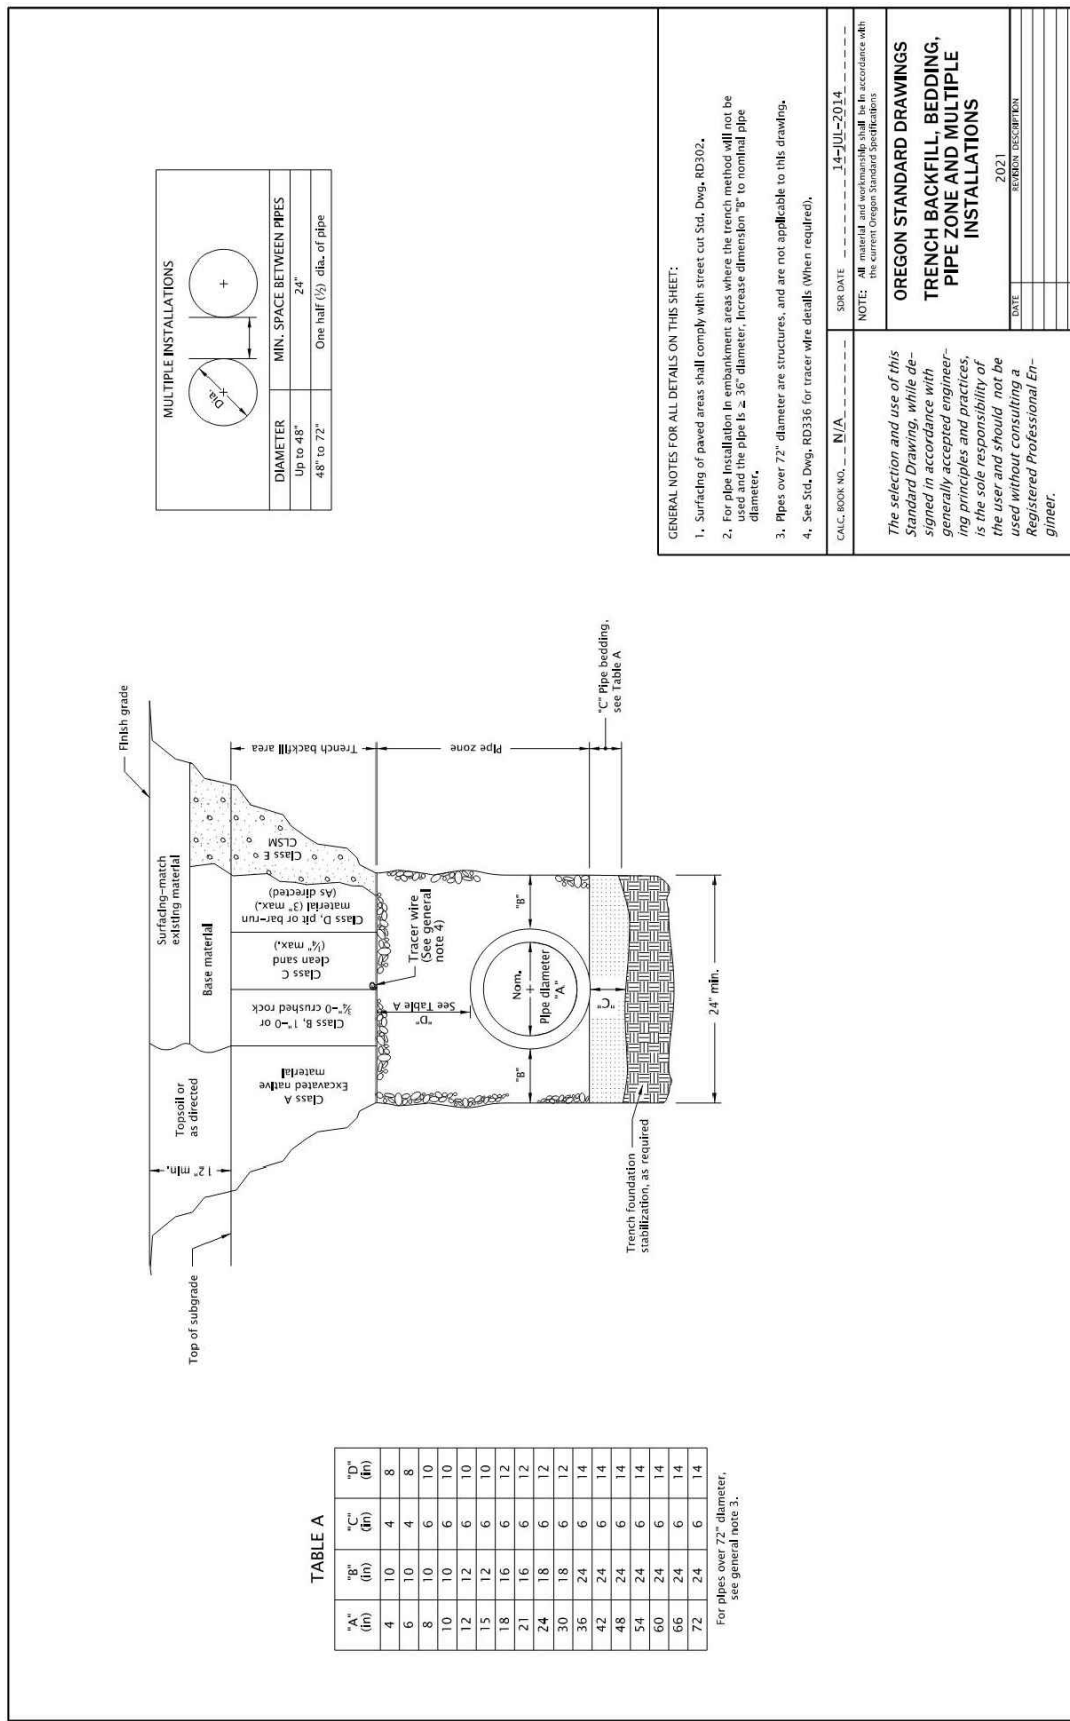 TABLE A
"A" (in) "B" (in) "C" (in) "D" (in)
4 10 4 8
6 10 4 8
8 10 6 10
10 10 6 10
12 12 6 10
15 12 6 10
18 16 6 12
21 16 6 12
24 18 6 12
30 18 6 12
36 24 6 14
42 24 6 14
48 24 6 14
54 24 6 14
60 24 6 14
66 24 6 14
72 24 6 14
For pipes over 72" diameter,
see general note 3.
Finish grade
Top of subgrade
12" min.
Topsoil or
as directed
Surfacing-match
existing material
Base material
Class A
Excavated native
material
Class B, 1"-0 or
¾"-0 crushed rock
Class C
clean sand
(¼" max.)
Class D, pit or bar-run
material (3" max.)
(As directed)
Class E
CLSM
Trench backfill area
Pipe zone
Tracer wire
(See general
note 4)
"D"
See Table A
"B"
Nom.
Pipe diameter
"A"
"B"
"C"
"C" Pipe bedding,
see Table A
Trench foundation
stabilization, as required
24" min.
MULTIPLE INSTALLATIONS
Dia.
DIAMETER MIN. SPACE BETWEEN PIPES
Up to 48" 24"
48" to 72" One half (½) dia. of pipe
GENERAL NOTES FOR ALL DETAILS ON THIS SHEET:
1. Surfacing of paved areas shall comply with street cut Std. Dwg. RD302.
2. For pipe installation in embankment areas where the trench method will not be
used and the pipe is ≥ 36" diameter, increase dimension "B" to nominal pipe
diameter.
3. Pipes over 72" diameter are structures, and are not applicable to this drawing.
4. See Std. Dwg. RD336 for tracer wire details (When required).
CALC. BOOK NO. N/A
SDR DATE 14-JUL-2014
NOTE: All material and workmanship shall be in accordance with
the current Oregon Standard Specifications
The selection and use of this
Standard Drawing, while de-
signed in accordance with
generally accepted engineer-
ing principles and practices,
is the sole responsibility of
the user and should not be
used without consulting a
Registered Professional En-
gineer.
OREGON STANDARD DRAWINGS
TRENCH BACKFILL, BEDDING,
PIPE ZONE AND MULTIPLE
INSTALLATIONS
2021
DATE REVISION DESCRIPTION